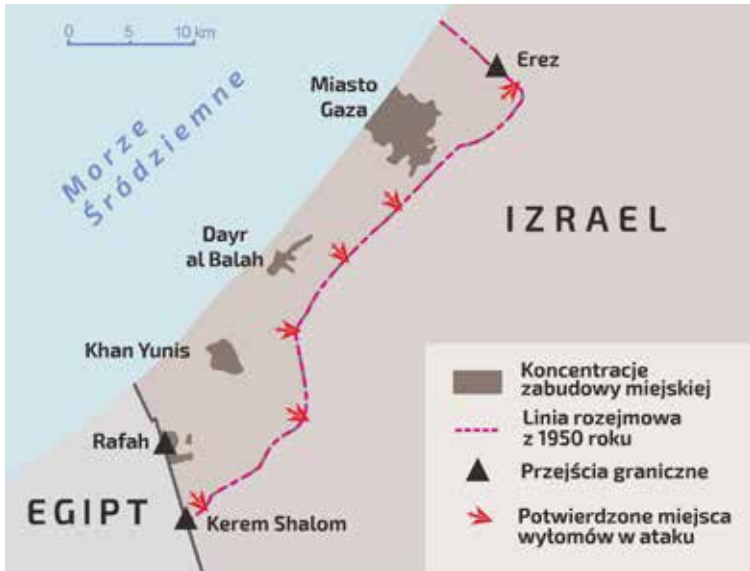 0 5 10 km
Morze
Śródziemne
Erez
Miasto
Gaza
IZRAEL
Dayr
al Balah
Khan Yunis
Rafah
EGIPT
Kerem Shalom
Koncentracje
zabudowy miejskiej
Linia rozejmowa
z 1950 roku
Przejścia graniczne
Potwierdzone miejsca
wyłomów w ataku